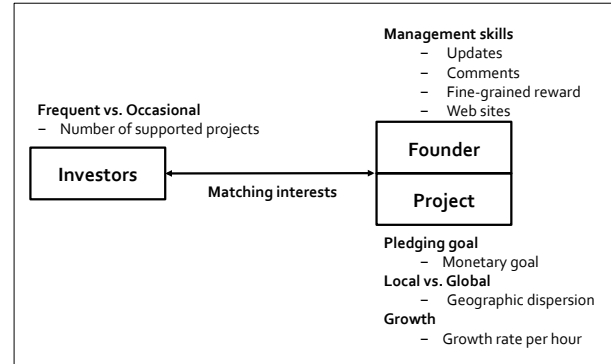 Management skills
– Updates
– Comments
– Fine-grained reward
– Web sites
Frequent vs. Occasional
– Number of supported projects
Investors
Matching interests
Founder
Project
Pledging goal
– Monetary goal
Local vs. Global
– Geographic dispersion
Growth
– Growth rate per hour